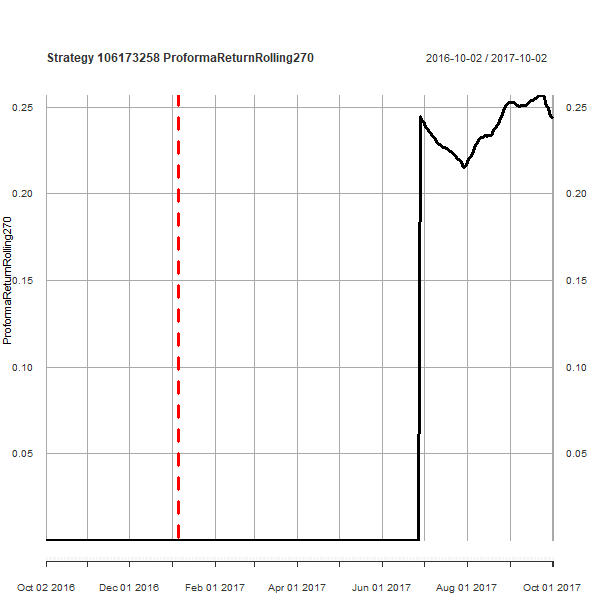 Strategy 106173258 ProformaReturnRolling270
2016-10-02 / 2017-10-02
ProformaReturnRolling270
0.25
0.20
0.15
0.10
0.05
0.25
0.20
0.15
0.10
0.05
Oct 02 2016
Dec 01 2016
Feb 01 2017
Apr 01 2017
Jun 01 2017
Aug 01 2017
Oct 01 2017